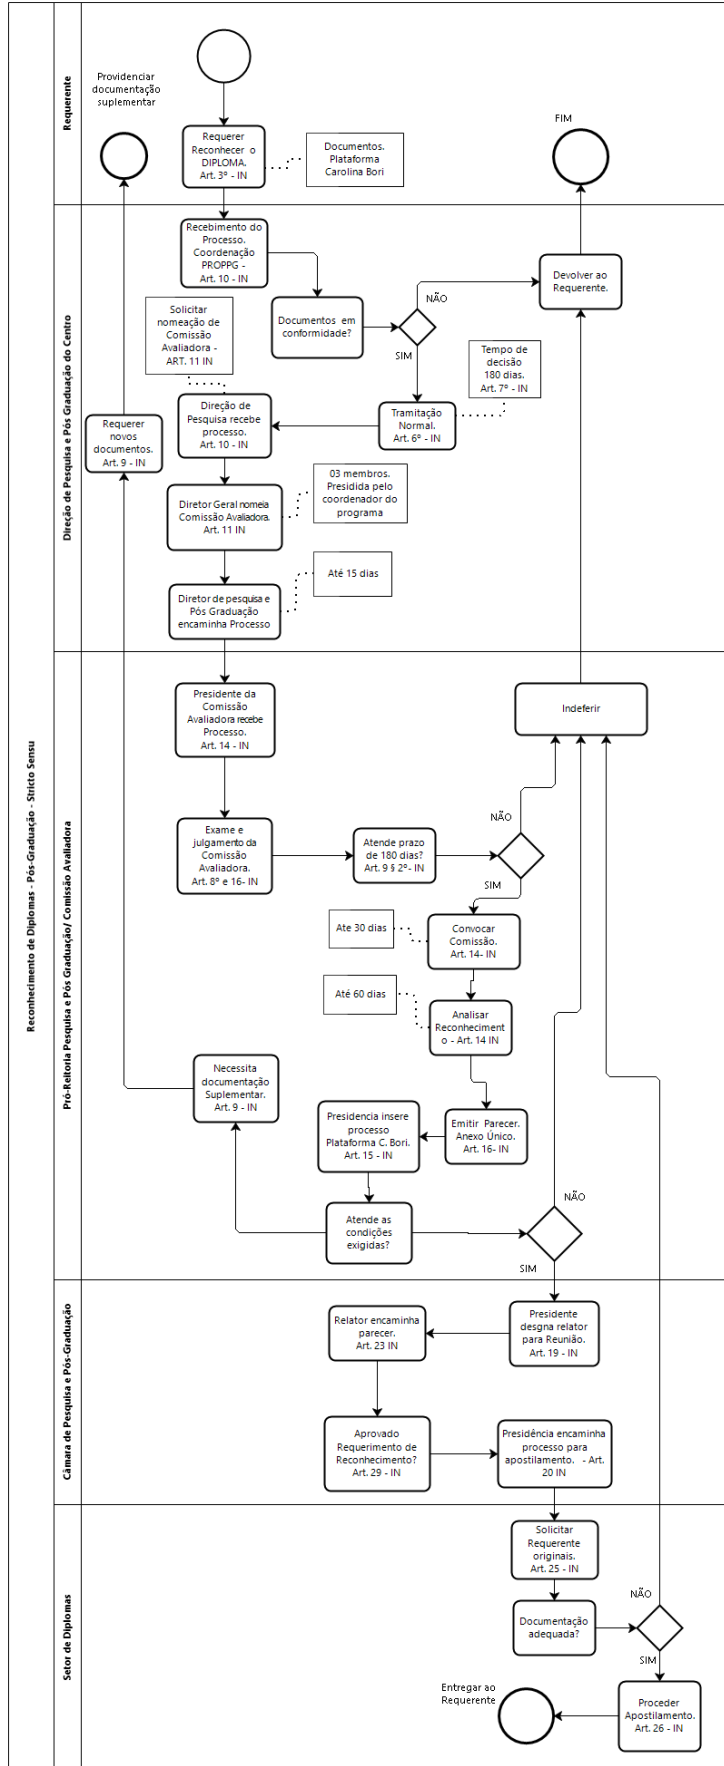 Reconhecimento de Diplomas - Pós-Graduação - Stricto Sensu
Requerente
Providenciar
documentação
suplementar
Requerer
Reconhecer o
DIPLOMA.
Art. 3º - IN
Documentos.
Plataforma
Carolina Bori
FIM
Direção de Pesquisa e Pós Graduação do Centro
Recebimento do
Processo.
Coordenação
PROPPG -
Art. 10 - IN
Documentos em
conformidade?
NÃO
SIM
Devolver ao
Requerente.
Solicitar
nomeação de
Comissão
Avaliadora -
ART. 11 IN
Tempo de
decisão
180 dias.
Art. 7º - IN
Requerer
novos
documentos.
Art. 9 - IN
Direção de
Pesquisa recebe
processo.
Art. 10 - IN
Tramitação
Normal.
Art. 6º - IN
Diretor Geral nomeia
Comissão Avaliadora.
Art. 11 IN
03 membros.
Presidida pelo
coordenador do
programa
Diretor de pesquisa e
Pós Graduação
encaminha Processo
Até 15 dias
Pró-Reitoria Pesquisa e Pós Graduação/ Comissão Avaliadora
Presidente da
Comissão
Avaliadora recebe
Processo.
Art. 14 - IN
Indeferir
Exame e
julgamento da
Comissão
Avaliadora.
Art. 8º e 16- IN
Atende prazo
de 180 dias?
Art. 9 § 2º- IN
NÃO
SIM
Ate 30 dias
Convocar
Comissão.
Art. 14- IN
Até 60 dias
Analisar
Reconheciment
o - Art. 14 IN
Necessita
documentação
Suplementar.
Art. 9 - IN
Presidencia insere
processo
Plataforma C. Bori.
Art. 15 - IN
Emitir Parecer.
Anexo Único.
Art. 16- IN
Atende as
condições
exigidas?
NÃO
SIM
Câmara de Pesquisa e Pós-Graduação
Relator encaminha
parecer.
Art. 23 IN
Presidente
desgna relator
para Reunião.
Art. 19 - IN
Aprovado
Requerimento de
Reconhecimento?
Art. 29 - IN
Presidência encaminha
processo para
apostilamento. - Art.
20 IN
Setor de Diplomas
Solicitar
Requerente
originais.
Art. 25 - IN
Documentação
adequada?
NÃO
SIM
Entregar ao
Requerente
Proceder
Apostilamento.
Art. 26 - IN